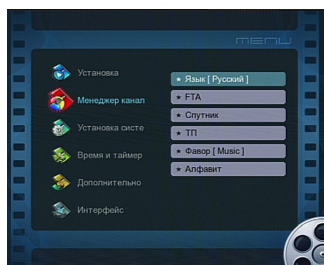 MENU
Установка
Менеджер канал
Установка систе
Время и таймер
Дополнительно
Интерфейс
★ Язык [ Русский ]
★ FTA
★ Спутник
★ ТП
★ Фавор [ Music ]
★ Алфавит